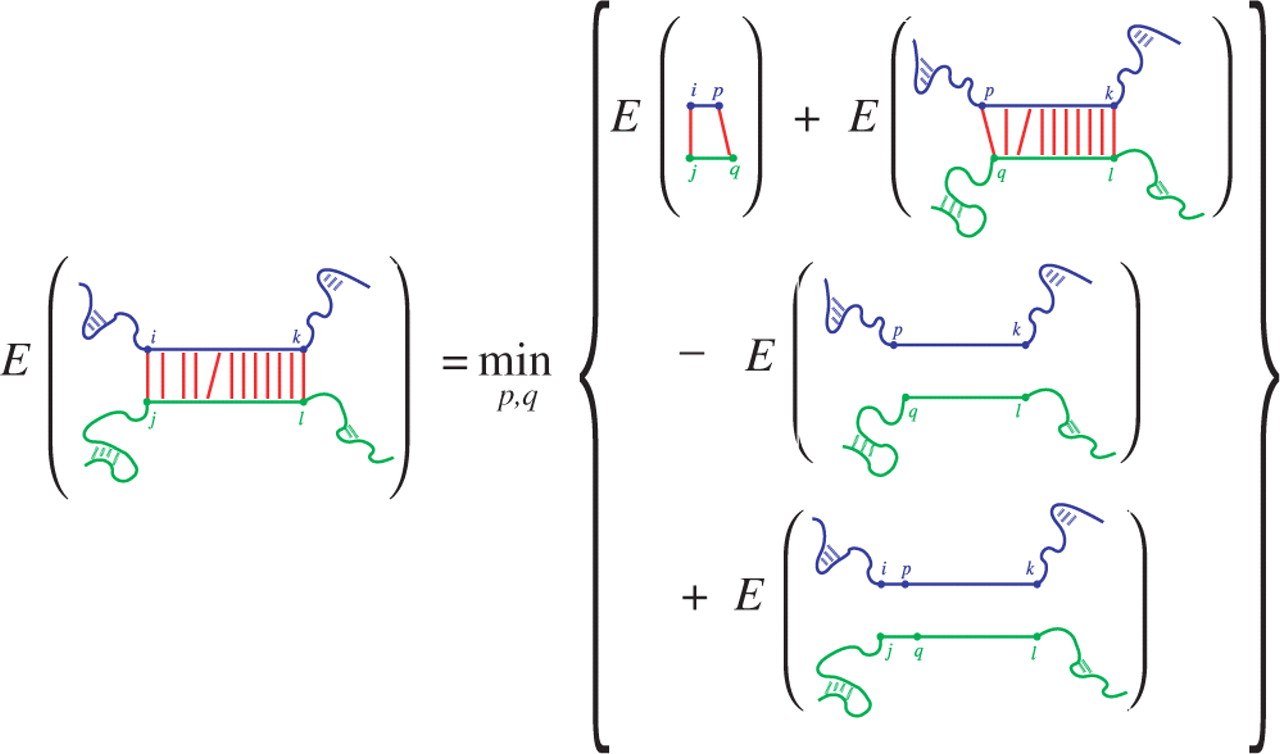 E ( i p j q ) + E ( p k q l )
E ( i k j l ) = min p,q { − E ( p k q l ) }
+ E ( i p k j q l )